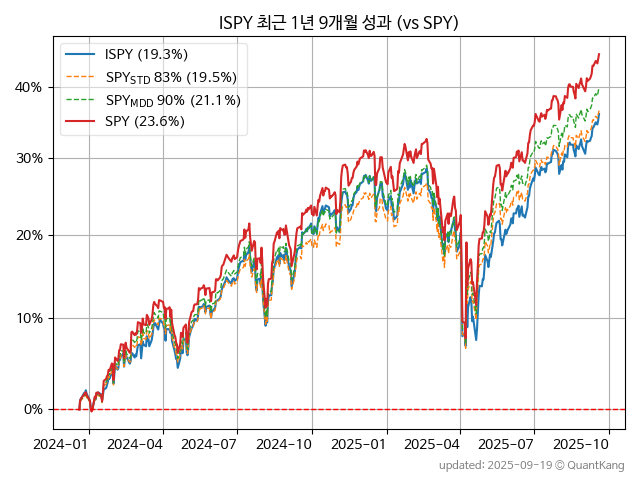 ISPY 최근 1년 9개월 성과 (vs SPY)
ISPY (19.3%)
SPY_STD 83% (19.5%)
SPY_MDD 90% (21.1%)
SPY (23.6%)
40%
30%
20%
10%
0%
2024-01 2024-04 2024-07 2024-10 2025-01 2025-04 2025-07 2025-10
updated: 2025-09-19 © QuantKang